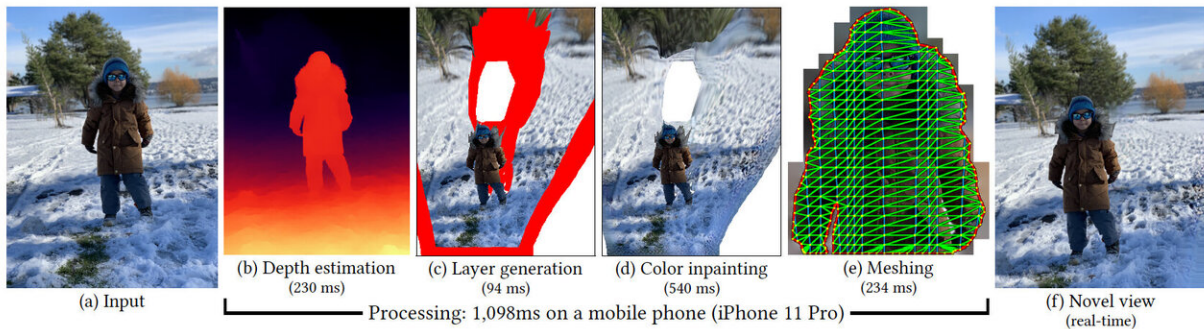 (a) Input
(b) Depth estimation
(230 ms)
(c) Layer generation
(94 ms)
(d) Color inpainting
(540 ms)
(e) Meshing
(234 ms)
(f) Novel view
(real-time)
Processing: 1,098ms on a mobile phone (iPhone 11 Pro)